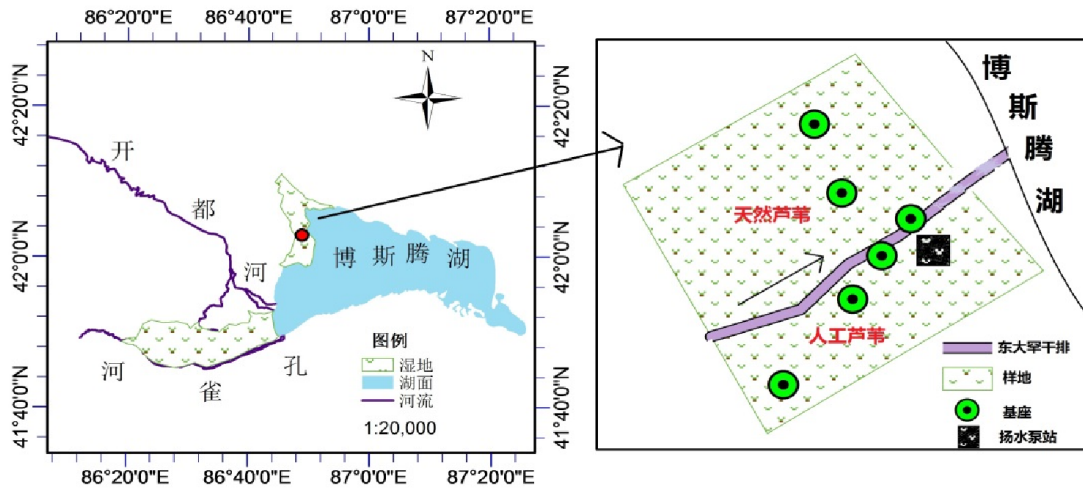 86°20'0"E
86°40'0"E
87°0'0"E
87°20'0"E
42°20'0"N
42°0'0"N
41°40'0"N
N
开都河
博斯腾湖
孔雀河
图例
湿地
湖面
河流
1:20,000
42°20'0"N
42°0'0"N
41°40'0"N
86°20'0"E
86°40'0"E
87°0'0"E
87°20'0"E
博斯腾湖
天然芦苇
人工芦苇
东大罕干排
样地
基座
扬水泵站